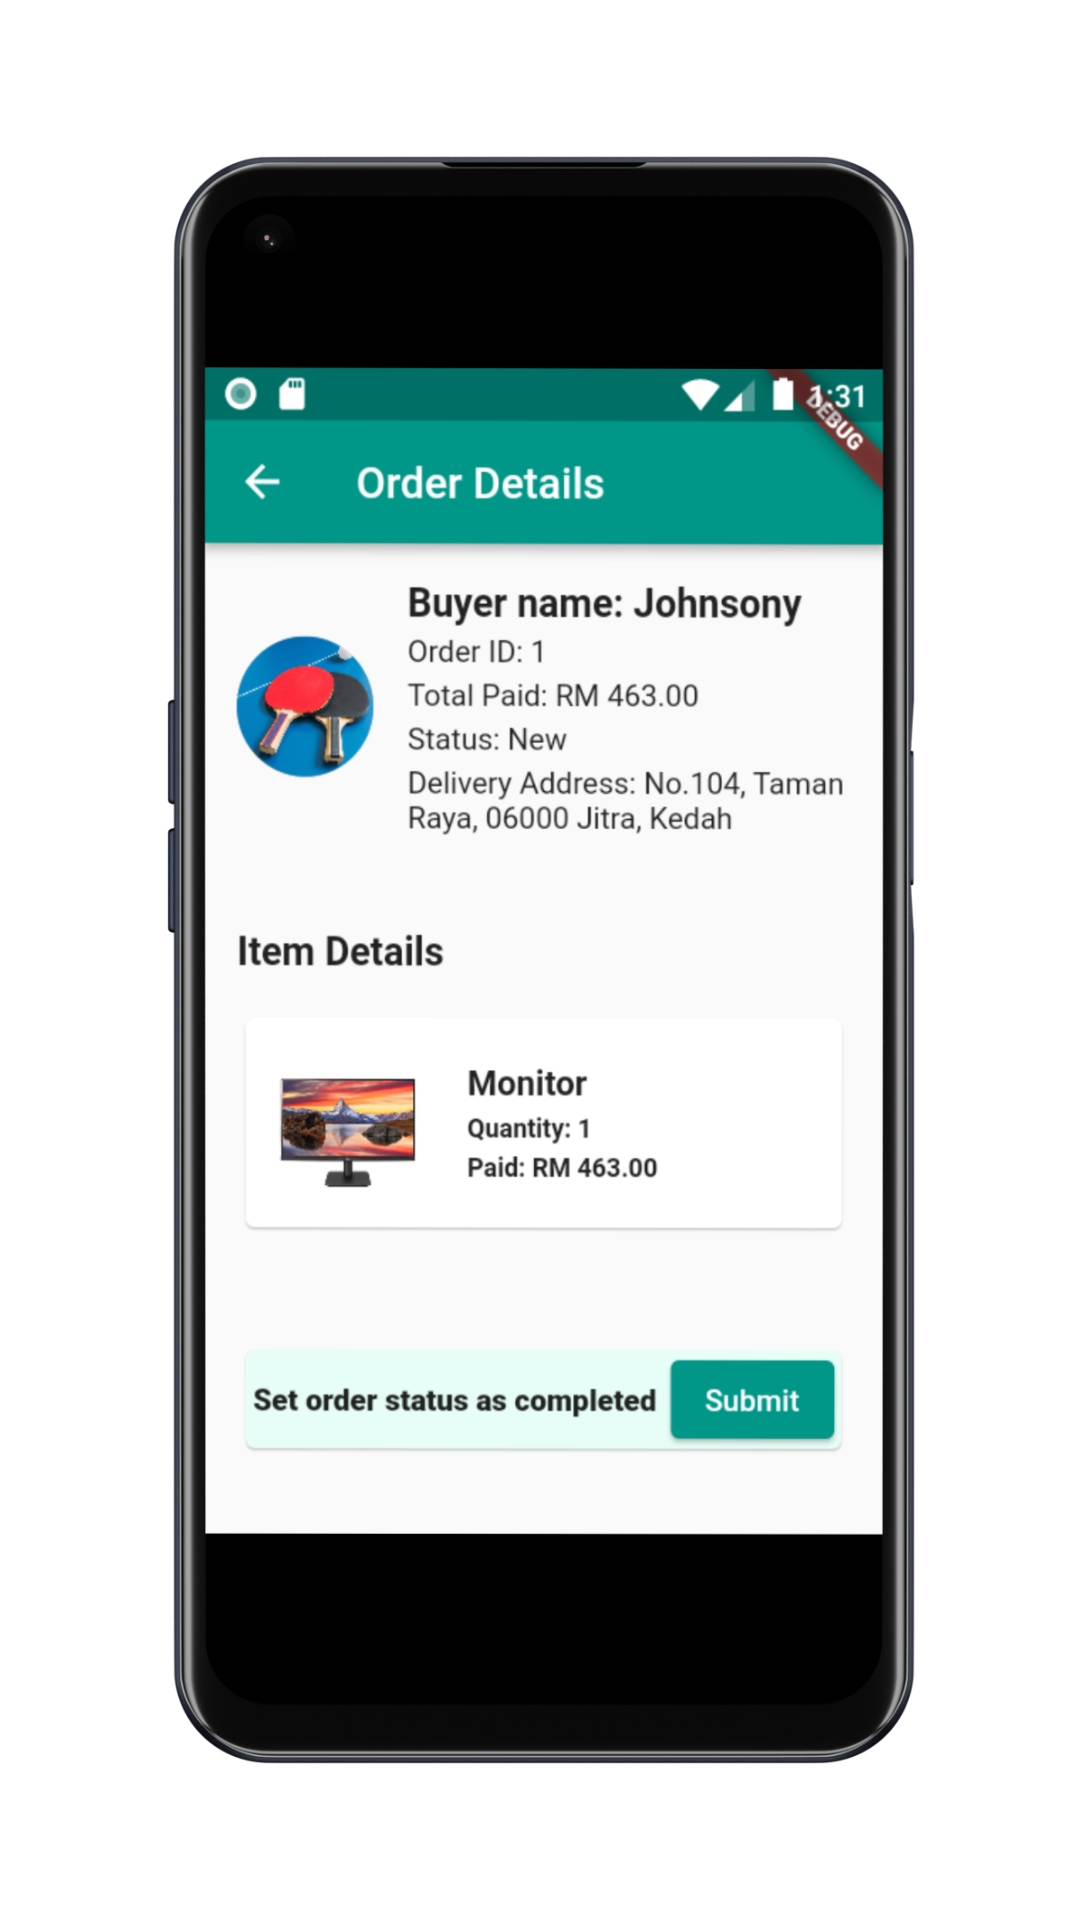 1:31
DEBUG
Order Details
Buyer name: Johnsony
Order ID: 1
Total Paid: RM 463.00
Status: New
Delivery Address: No.104, Taman
Raya, 06000 Jitra, Kedah
Item Details
Monitor
Quantity: 1
Paid: RM 463.00
Set order status as completed
Submit